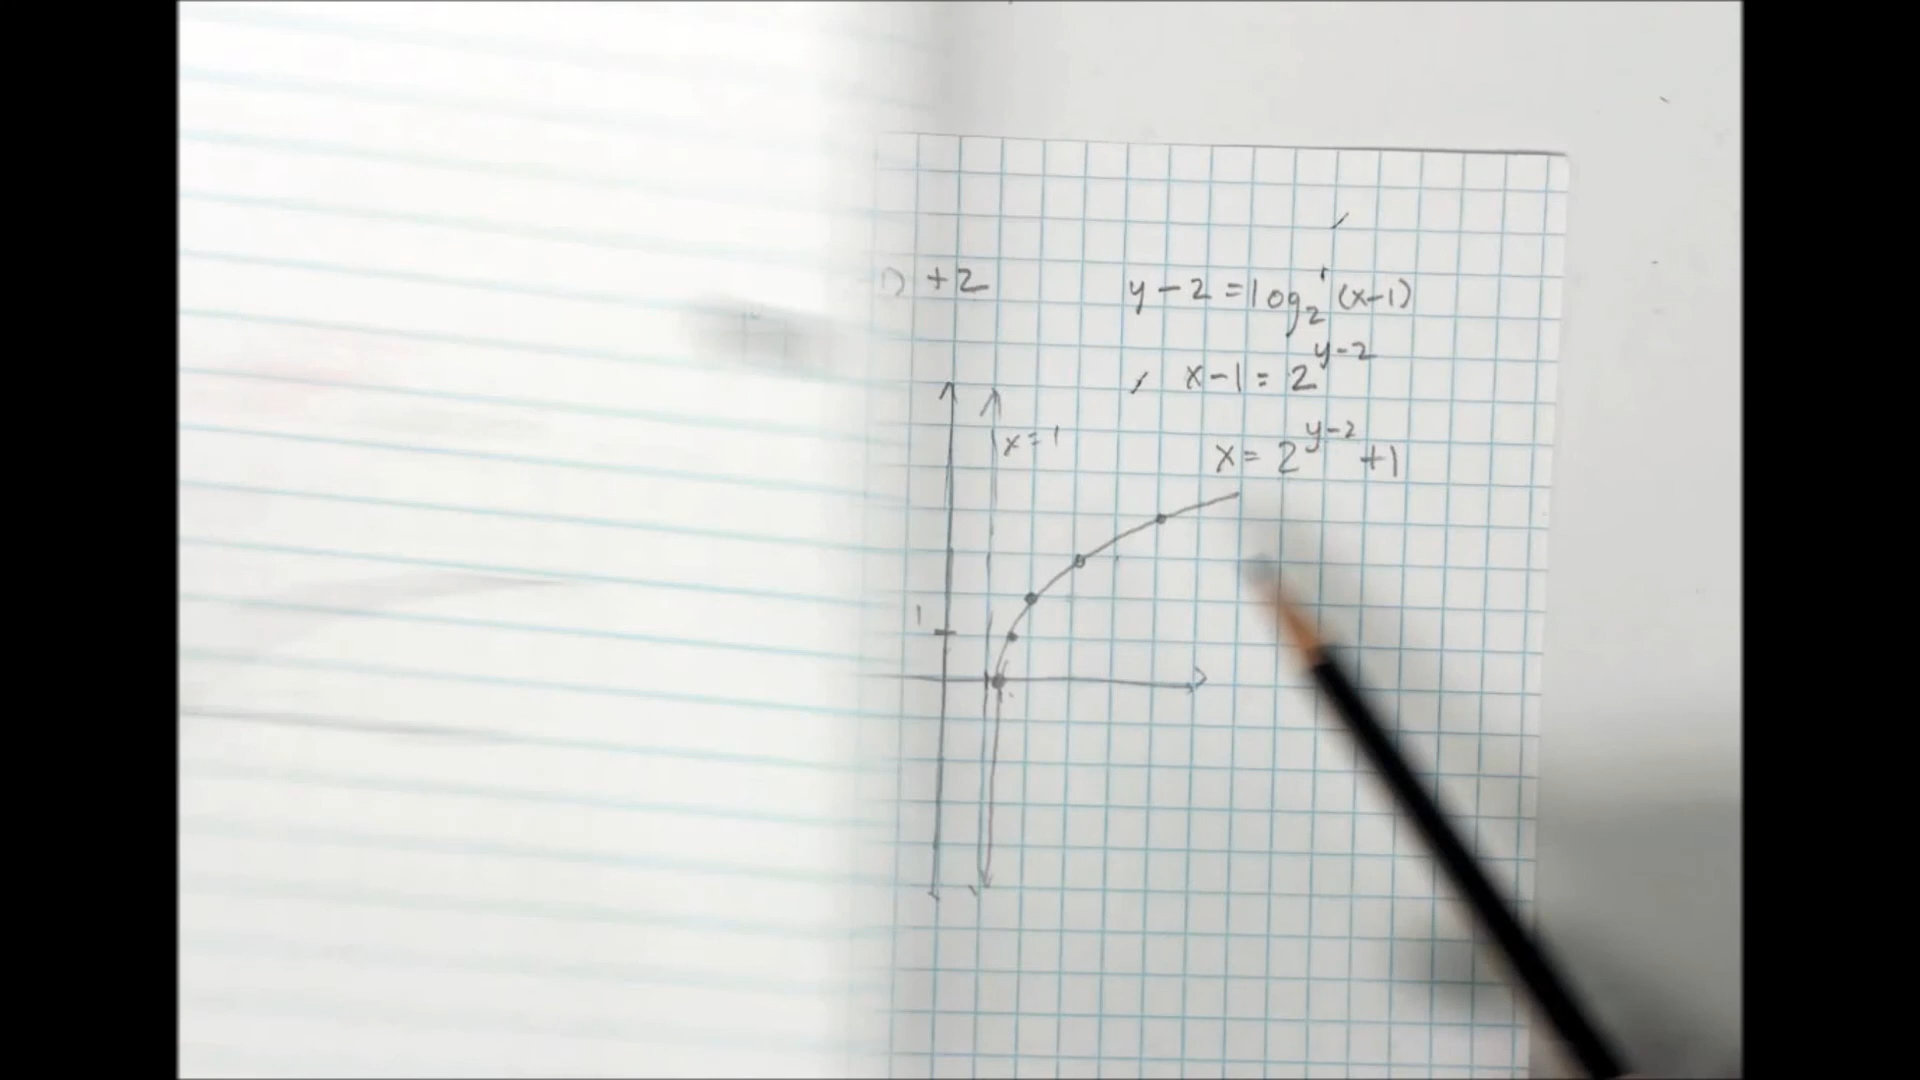 ) +2
y-2 = log₂(x-1)
x-1 = 2^(y-2)
x=1
x = 2^(y-2) +1
1